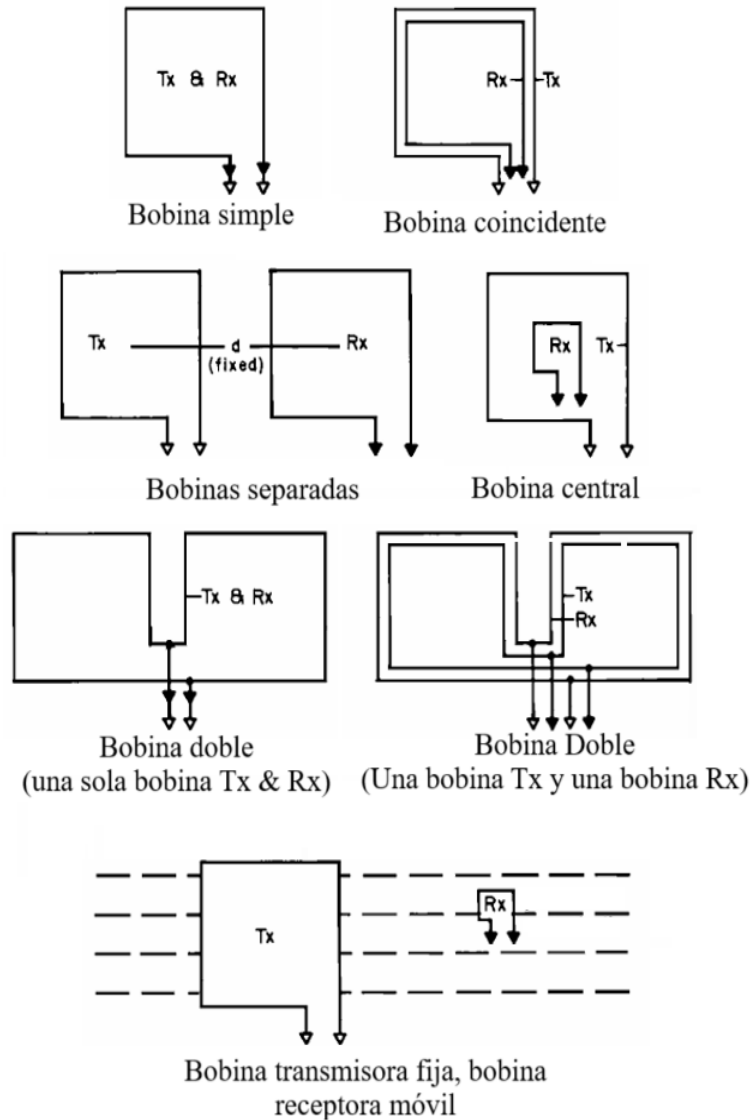 Tx & Rx
Bobina simple
Rx Tx
Bobina coincidente
Tx d Rx
(fixed)
Bobinas separadas
Rx Tx
Bobina central
Tx & Rx
Bobina doble
(una sola bobina Tx & Rx)
Tx
Rx
Bobina Doble
(Una bobina Tx y una bobina Rx)
Tx
Rx
Bobina transmisora fija, bobina
receptora móvil